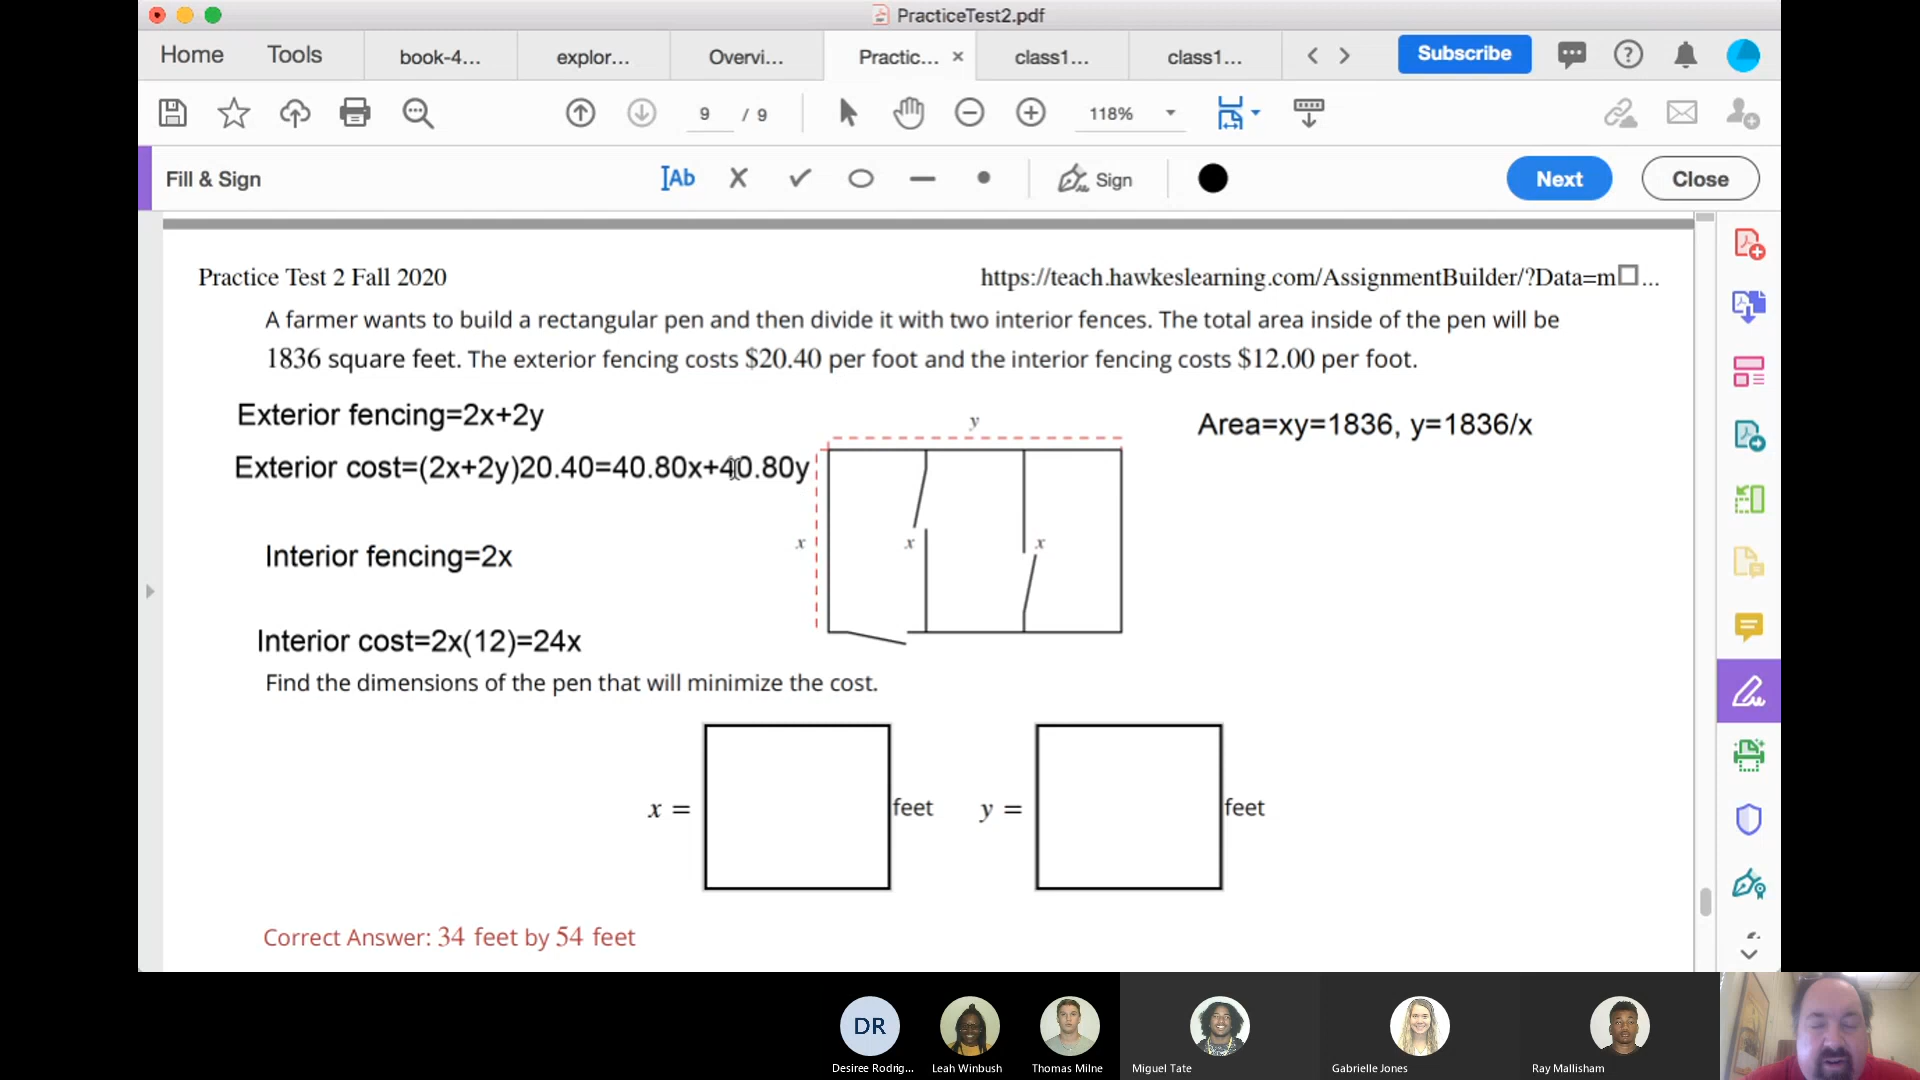 PracticeTest2.pdf
Home Tools book-4... explor... Overvi... Practic... × class1... class1... Subscribe
9 / 9 118%
Fill & Sign Ab Sign Next Close
Practice Test 2 Fall 2020 https://teach.hawkeslearning.com/AssignmentBuilder/?Data=m□...
A farmer wants to build a rectangular pen and then divide it with two interior fences. The total area inside of the pen will be
1836 square feet. The exterior fencing costs $20.40 per foot and the interior fencing costs $12.00 per foot.
Exterior fencing=2x+2y
Area=xy=1836, y=1836/x
y
Exterior cost=(2x+2y)20.40=40.80x+40.80y
x x x
Interior fencing=2x
Interior cost=2x(12)=24x
Find the dimensions of the pen that will minimize the cost.
x = feet y = feet
Correct Answer: 34 feet by 54 feet
DR
Desiree Rodrig... Leah Winbush Thomas Milne Miguel Tate Gabrielle Jones Ray Mallisham